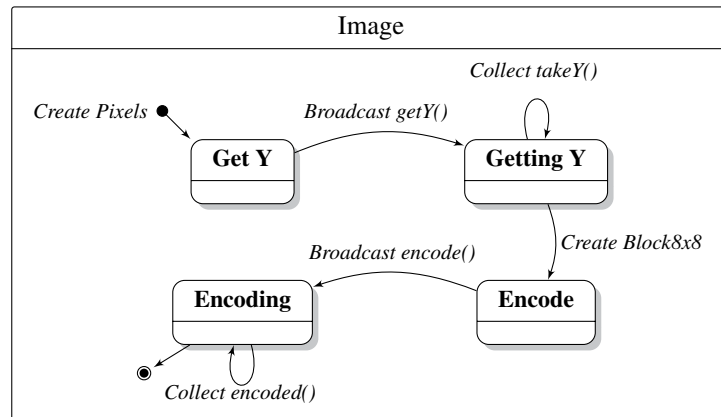 Image
Collect takeY()
Create Pixels
Broadcast getY()
Get Y
Getting Y
Broadcast encode()
Create Block8x8
Encoding
Encode
Collect encoded()